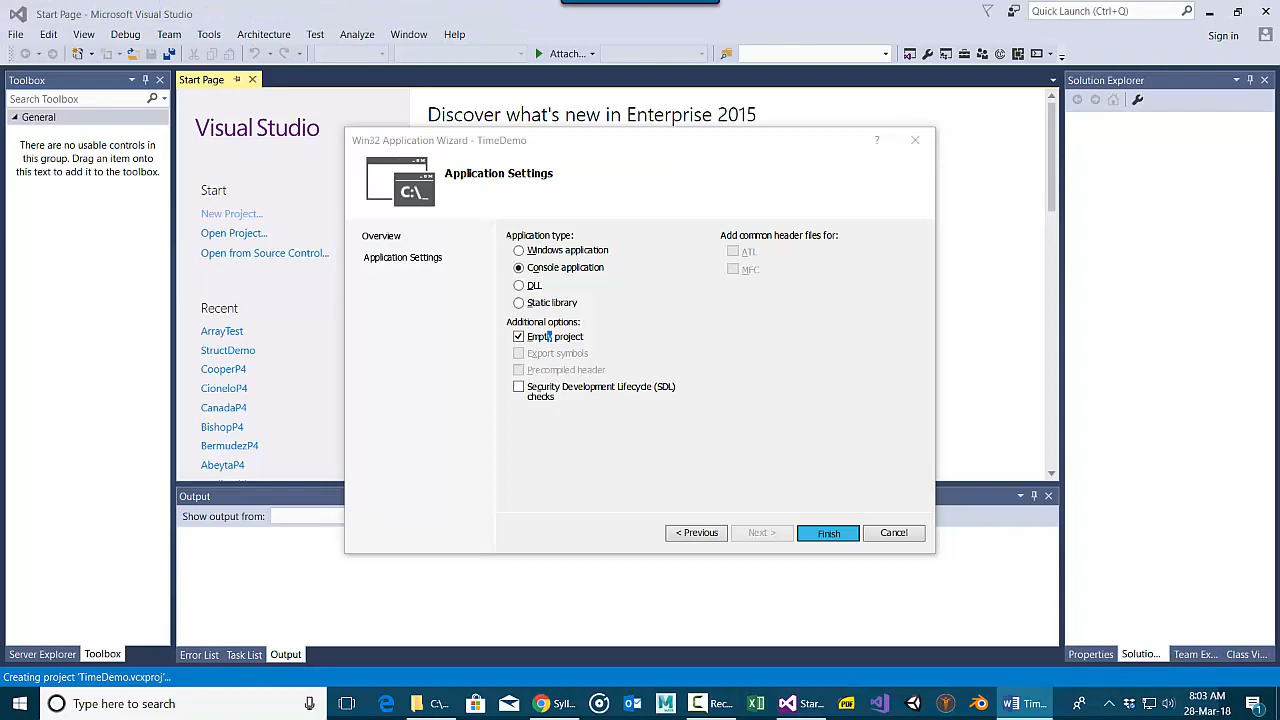 Start Page - Microsoft Visual Studio
Quick Launch (Ctrl+Q)
File Edit View Debug Team Tools Architecture Test Analyze Window Help
Sign in
Attach...
Toolbox
Start Page
Solution Explorer
Search Toolbox
General
There are no usable controls in
this group. Drag an item onto
this text to add it to the toolbox.
Visual Studio
Discover what's new in Enterprise 2015
Start
New Project...
Open Project...
Open from Source Control...
Recent
ArrayTest
StructDemo
CooperP4
CioneloP4
CanadaP4
BishopP4
BermudezP4
AbeytaP4
Win32 Application Wizard - TimeDemo
?
C:\_
Application Settings
Overview
Application Settings
Application type:
Windows application
Console application
DLL
Static library
Additional options:
Empty project
Export symbols
Precompiled header
Security Development Lifecycle (SDL)
checks
Add common header files for:
ATL
MFC
< Previous
Next >
Finish
Cancel
Output
Show output from:
Server Explorer
Toolbox
Error List
Task List
Output
Properties
Solutio...
Team Ex...
Class Vi...
Creating project 'TimeDemo.vcxproj'...
Type here to search
C:\...
Syll...
Rec...
Star...
PDF
Tim...
8:03 AM
28-Mar-18